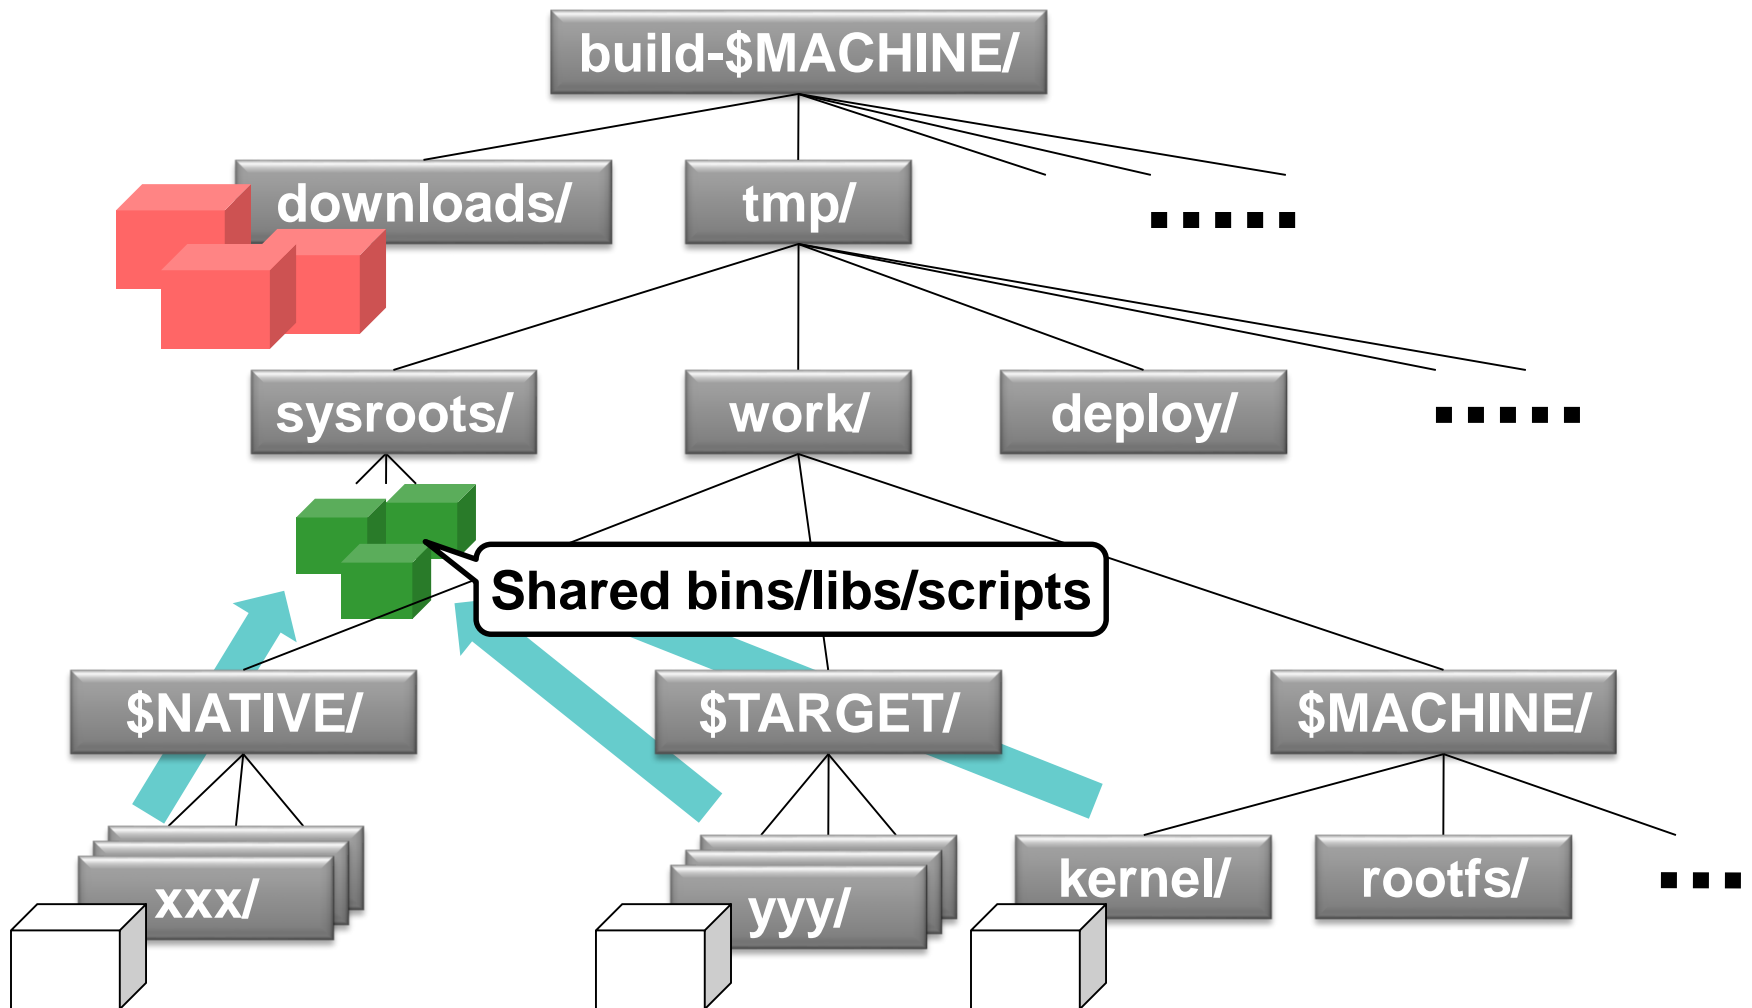 build-$MACHINE/
downloads/
tmp/
.....
sysroots/
work/
deploy/
.....
Shared bins/libs/scripts
$NATIVE/
$TARGET/
$MACHINE/
xxx/
yyy/
kernel/
rootfs/
...